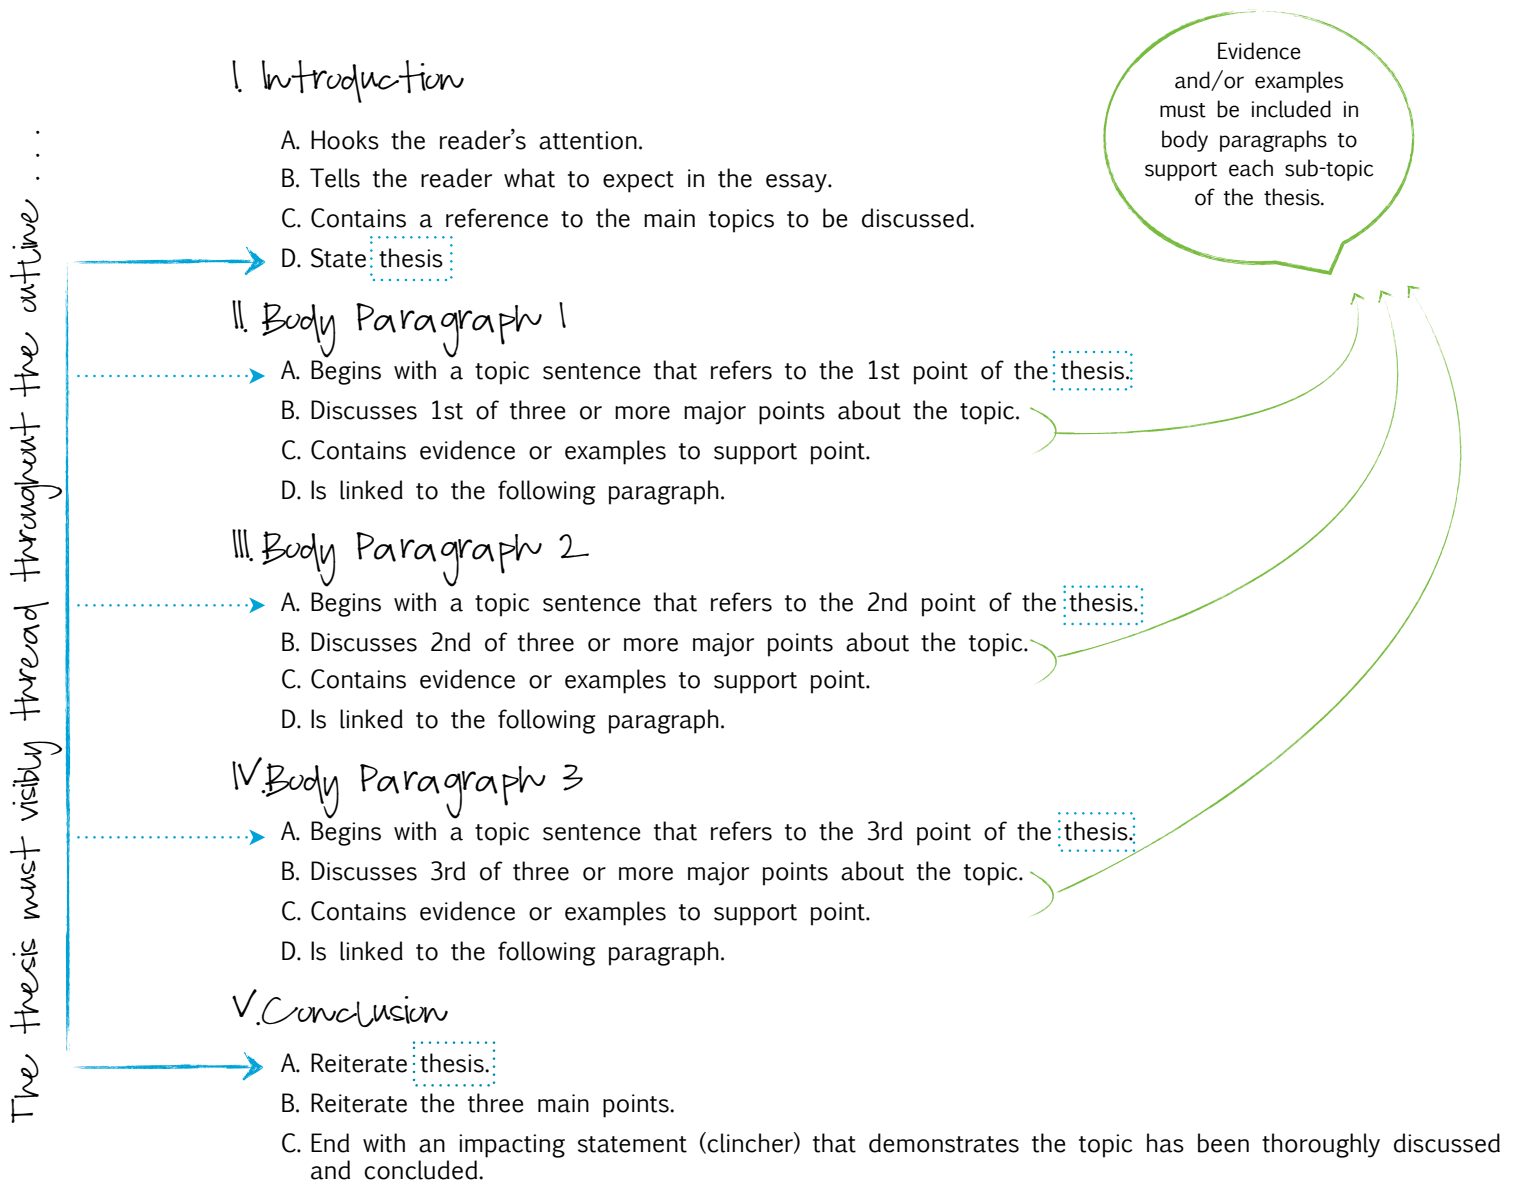 The thesis must visibly thread throughout the outline . . .
I. Introduction
A. Hooks the reader’s attention.
B. Tells the reader what to expect in the essay.
C. Contains a reference to the main topics to be discussed.
D. State thesis
Evidence
and/or examples
must be included in
body paragraphs to
support each sub-topic
of the thesis.
II. Body Paragraph 1
A. Begins with a topic sentence that refers to the 1st point of the thesis.
B. Discusses 1st of three or more major points about the topic.
C. Contains evidence or examples to support point.
D. Is linked to the following paragraph.
III. Body Paragraph 2
A. Begins with a topic sentence that refers to the 2nd point of the thesis.
B. Discusses 2nd of three or more major points about the topic.
C. Contains evidence or examples to support point.
D. Is linked to the following paragraph.
IV. Body Paragraph 3
A. Begins with a topic sentence that refers to the 3rd point of the thesis.
B. Discusses 3rd of three or more major points about the topic.
C. Contains evidence or examples to support point.
D. Is linked to the following paragraph.
V. Conclusion
A. Reiterate thesis.
B. Reiterate the three main points.
C. End with an impacting statement (clincher) that demonstrates the topic has been thoroughly discussed
and concluded.